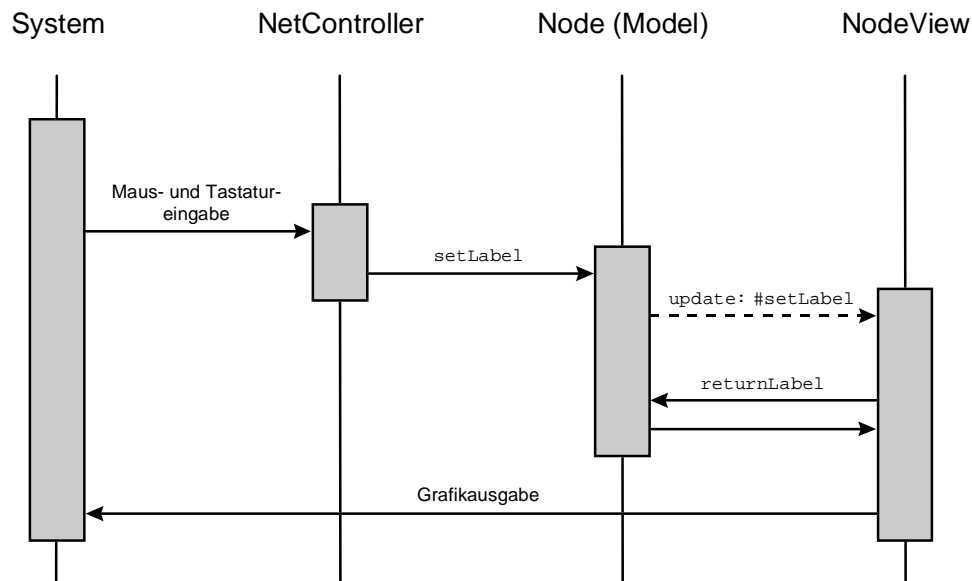 System
NetController
Node (Model)
NodeView
Maus- und Tastatur-
eingabe
setLabel
update: #setLabel
returnLabel
Grafikausgabe